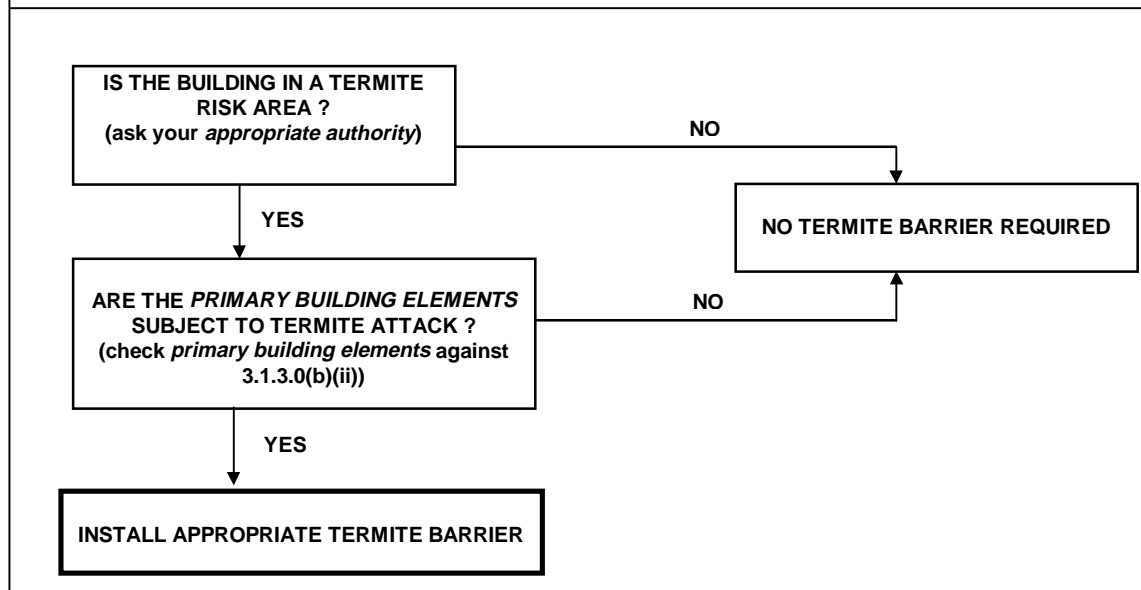 IS THE BUILDING IN A TERMITE
RISK AREA ?
(ask your appropriate authority)
NO
YES
NO TERMITE BARRIER REQUIRED
ARE THE PRIMARY BUILDING ELEMENTS
SUBJECT TO TERMITE ATTACK ?
(check primary building elements against
3.1.3.0(b)(ii))
NO
YES
INSTALL APPROPRIATE TERMITE BARRIER